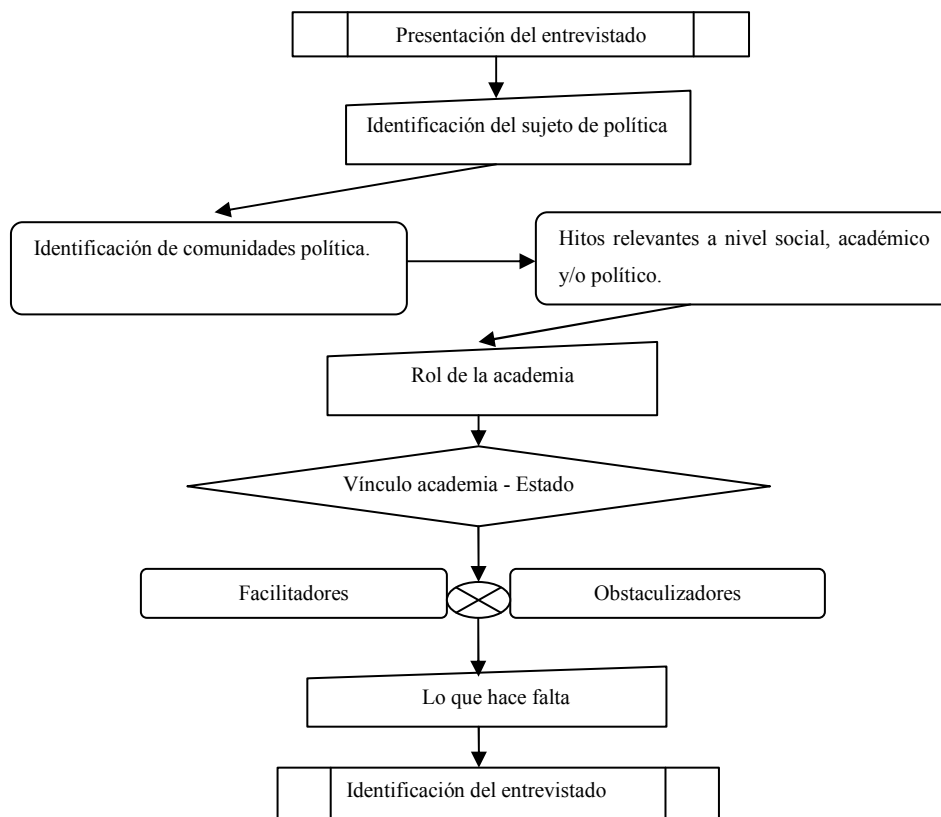 Presentación del entrevistado
Identificación del sujeto de política
Identificación de comunidades política.
Hitos relevantes a nivel social, académico
y/o político.
Rol de la academia
Vínculo academia - Estado
Facilitadores
Obstaculizadores
Lo que hace falta
Identificación del entrevistado